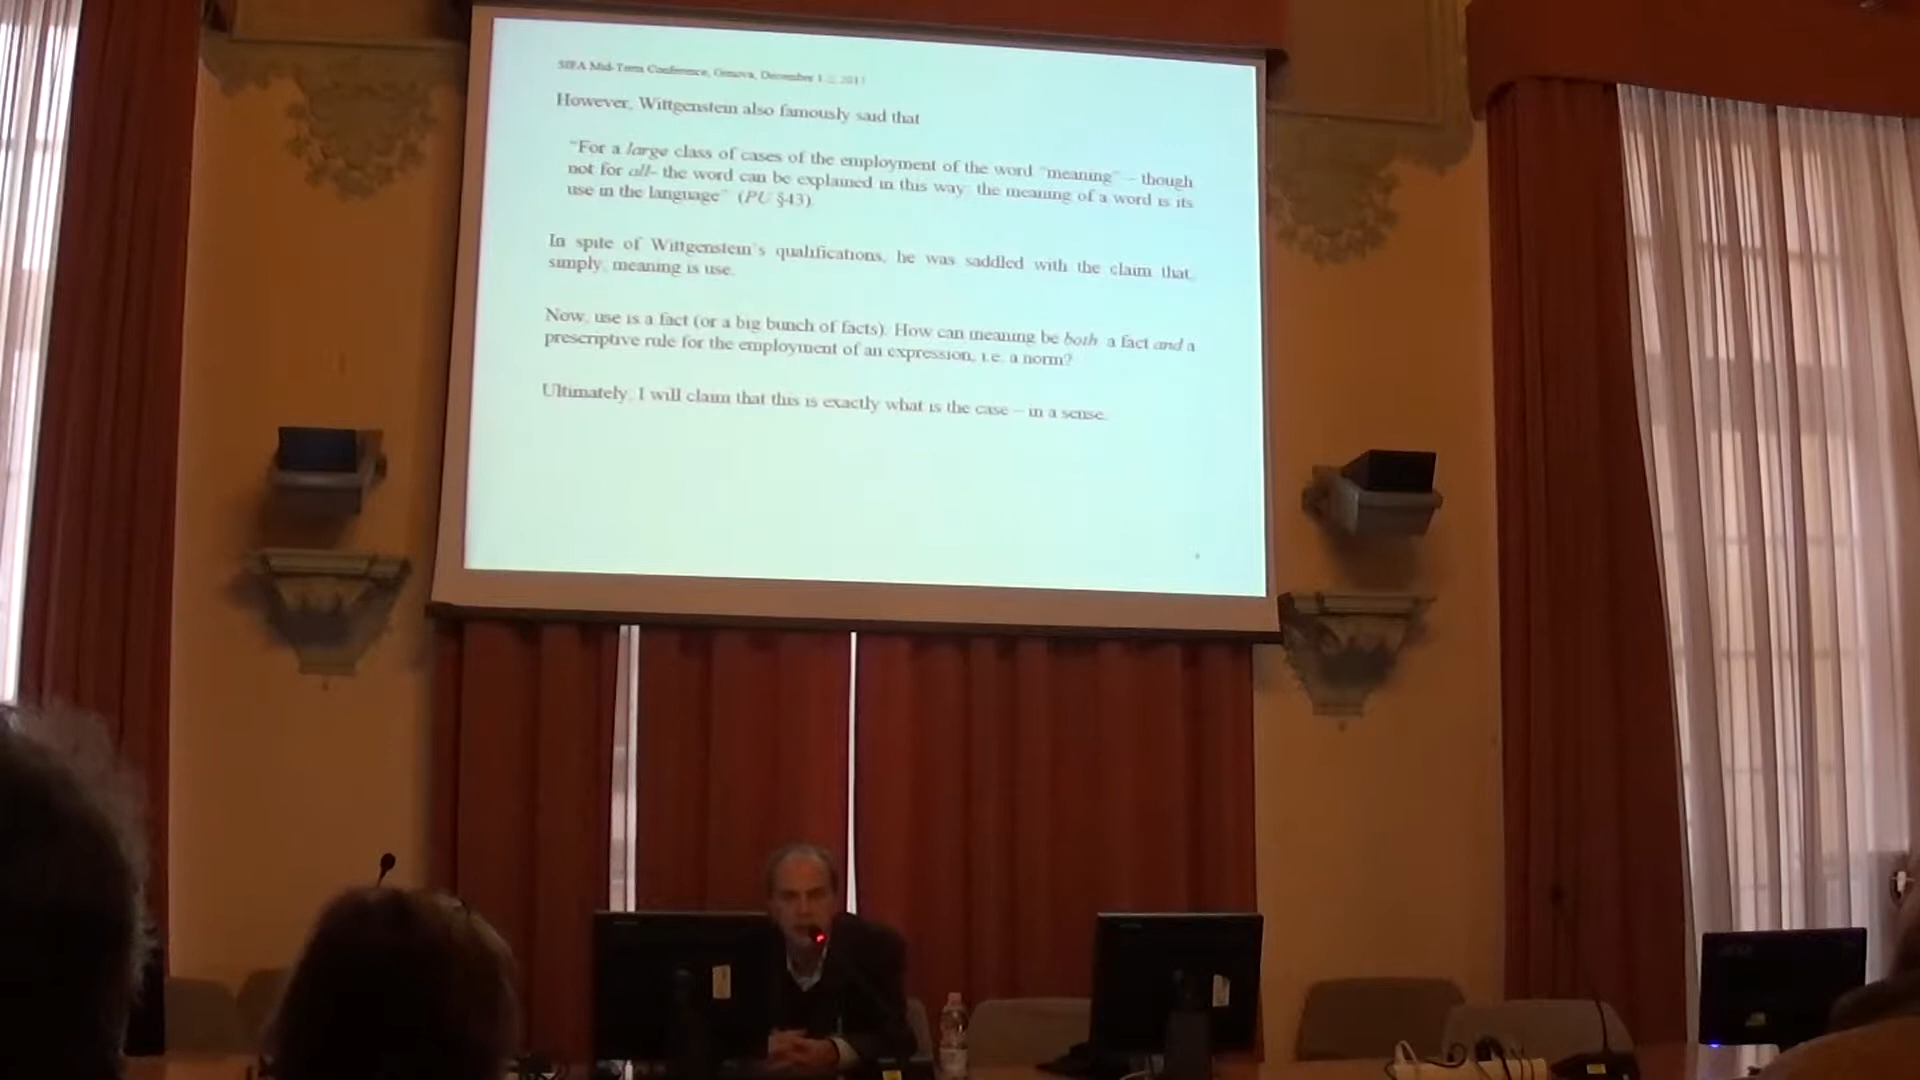 SIFA Mid-Term Conference, Genova, December 1
However, Wittgenstein also famously said that
"For a large class of cases of the employment of the word "meaning" – though
not for all- the word can be explained in this way: the meaning of a word is its
use in the language" (PU §43).
In spite of Wittgenstein's qualifications, he was saddled with the claim that,
simply, meaning is use.
Now, use is a fact (or a big bunch of facts). How can meaning be both a fact and a
prescriptive rule for the employment of an expression, i.e. a norm?
Ultimately, I will claim that this is exactly what is the case – in a sense.